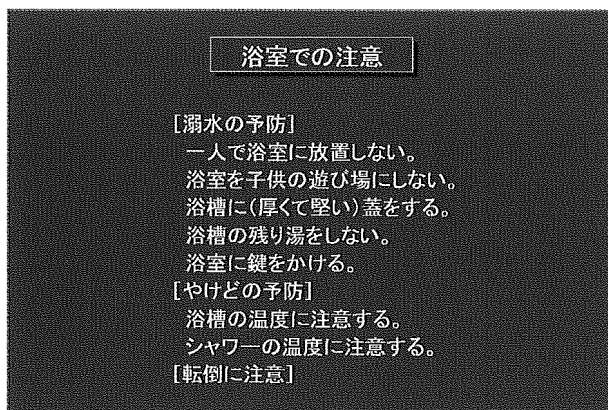 浴室での注意
[溺水の予防]
一人で浴室に放置しない。
浴室を子供の遊び場にしない。
浴槽に(厚くて堅い)蓋をする。
浴槽の残り湯をしない。
浴室に鍵をかける。
[やけどの予防]
浴槽の温度に注意する。
シャワーの温度に注意する。
[転倒に注意]